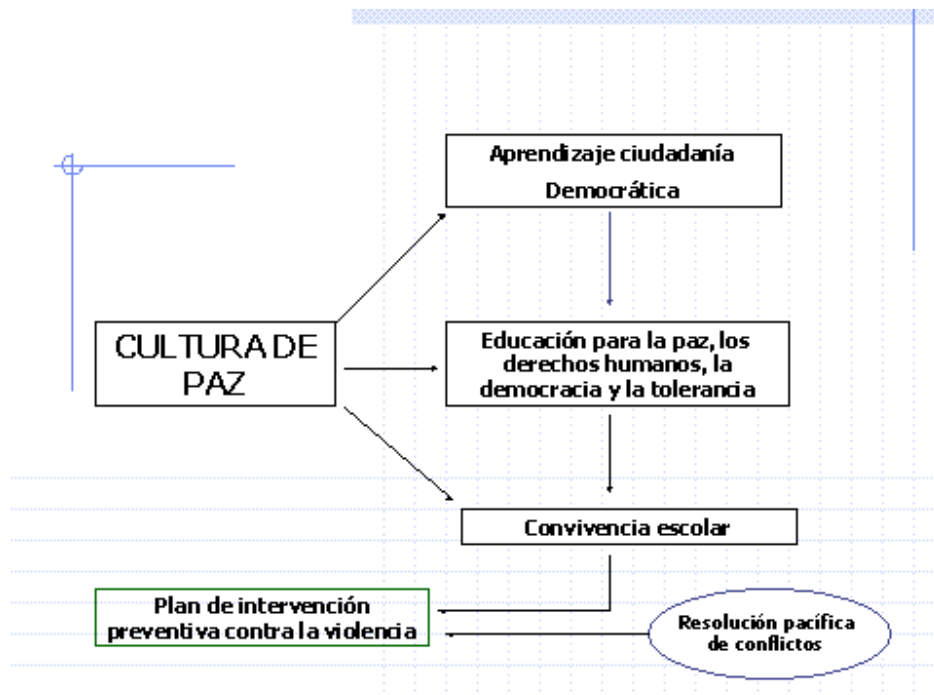 Aprendizaje ciudadanía
Democrática
CULTURA DE
PAZ
Educación para la paz, los
derechos humanos, la
democracia y la tolerancia
Convivencia escolar
Plan de intervención
preventiva contra la violencia
Resolución pacífica
de conflictos